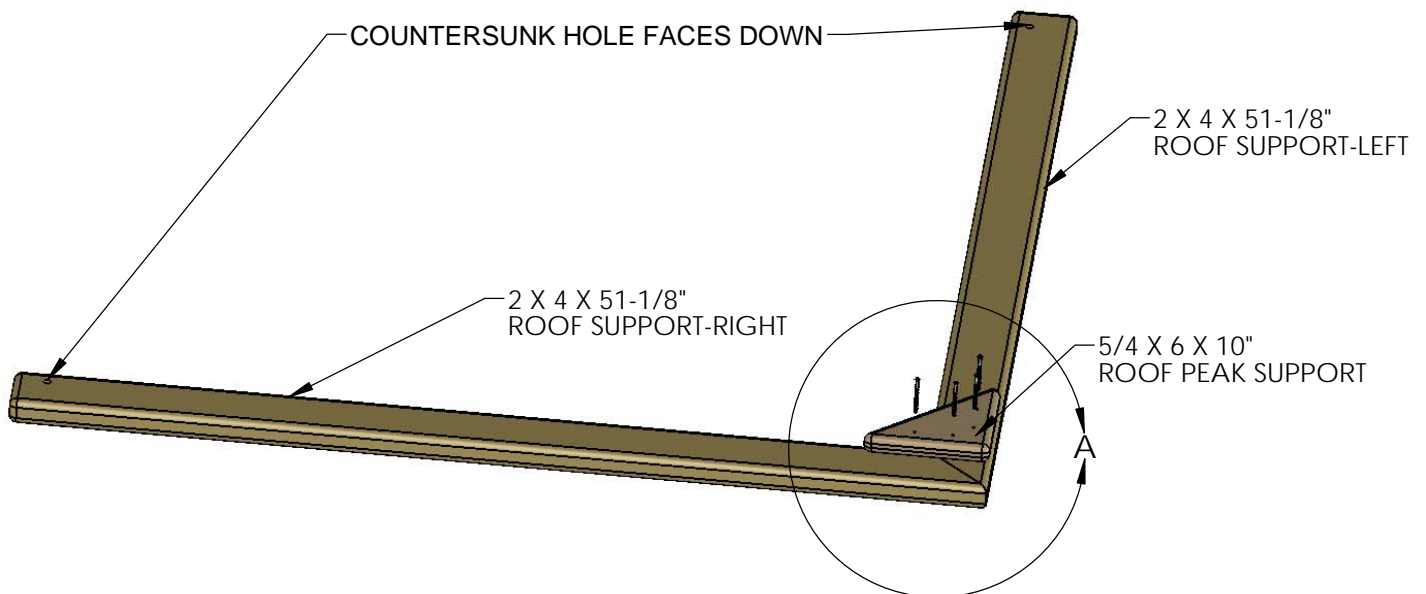 COUNTERSUNK HOLE FACES DOWN
2 X 4 X 51-1/8"
ROOF SUPPORT-LEFT
2 X 4 X 51-1/8"
ROOF SUPPORT-RIGHT
5/4 X 6 X 10"
ROOF PEAK SUPPORT
A